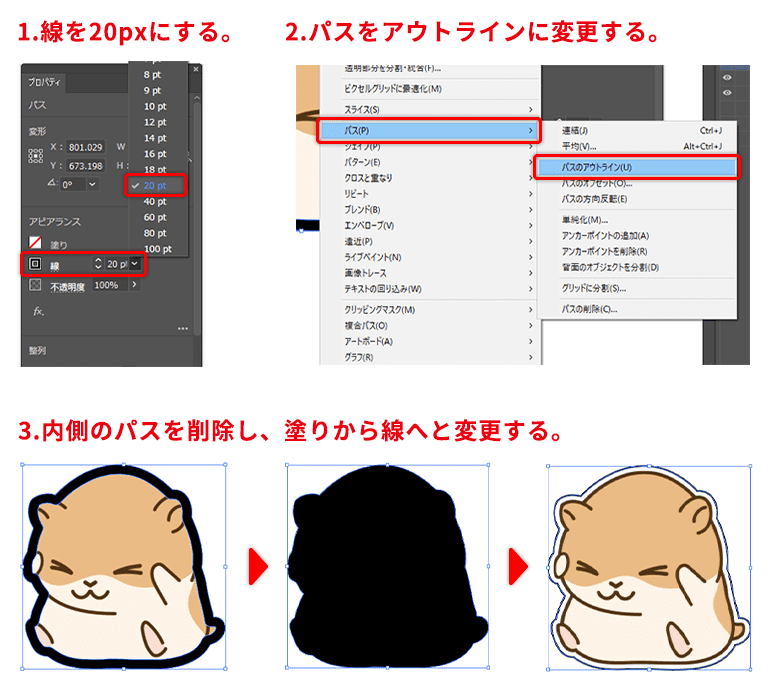 1.線を20pxにする。
2.パスをアウトラインに変更する。
プロパティ
パス
変形
X : 801.029 W
Y : 673.198 H :
0°
アピアランス
塗り
線 20 pt
不透明度 100%
fx.
整列
8 pt
9 pt
10 pt
12 pt
14 pt
16 pt
18 pt
20 pt
40 pt
60 pt
80 pt
100 pt
透明部分を分割・統合(F)...
ピクセルグリッドに最適化(M)
スライス(S)
パス(P)
シェイプ(P)
パターン(E)
クロスと重なり
リピート
ブレンド(B)
エンベロープ(V)
遠近(P)
ライブペイント(N)
画像トレース
テキストの回り込み(W)
クリッピングマスク(M)
複合パス(O)
アートボード(A)
グラフ(R)
連結(J) Ctrl+J
平均(V)... Alt+Ctrl+J
パスのアウトライン(U)
パスのオフセット(O)...
パスの方向反転(E)
単純化(M)...
アンカーポイントの追加(A)
アンカーポイントを削除(R)
背面のオブジェクトを分割(D)
グリッドに分割(S)...
パスの削除(C)...
3.内側のパスを削除し、塗りから線へと変更する。